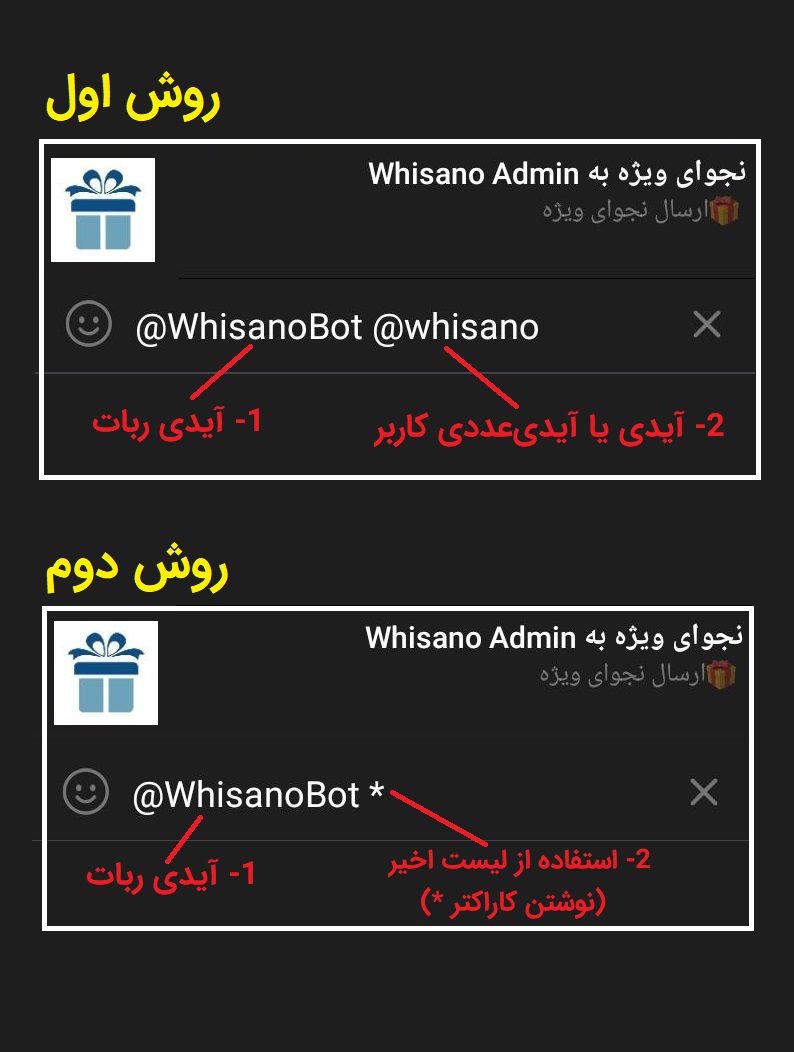 روش اول
نجوای ویژه به Whisano Admin
🎁ارسال نجوای ویژه
@WhisanoBot @whisano
1- آیدی ربات
2- آیدی یا آیدی‌عددی کاربر
روش دوم
نجوای ویژه به Whisano Admin
🎁ارسال نجوای ویژه
@WhisanoBot *
1- آیدی ربات
2- استفاده از لیست اخیر
(نوشتن کاراکتر *)